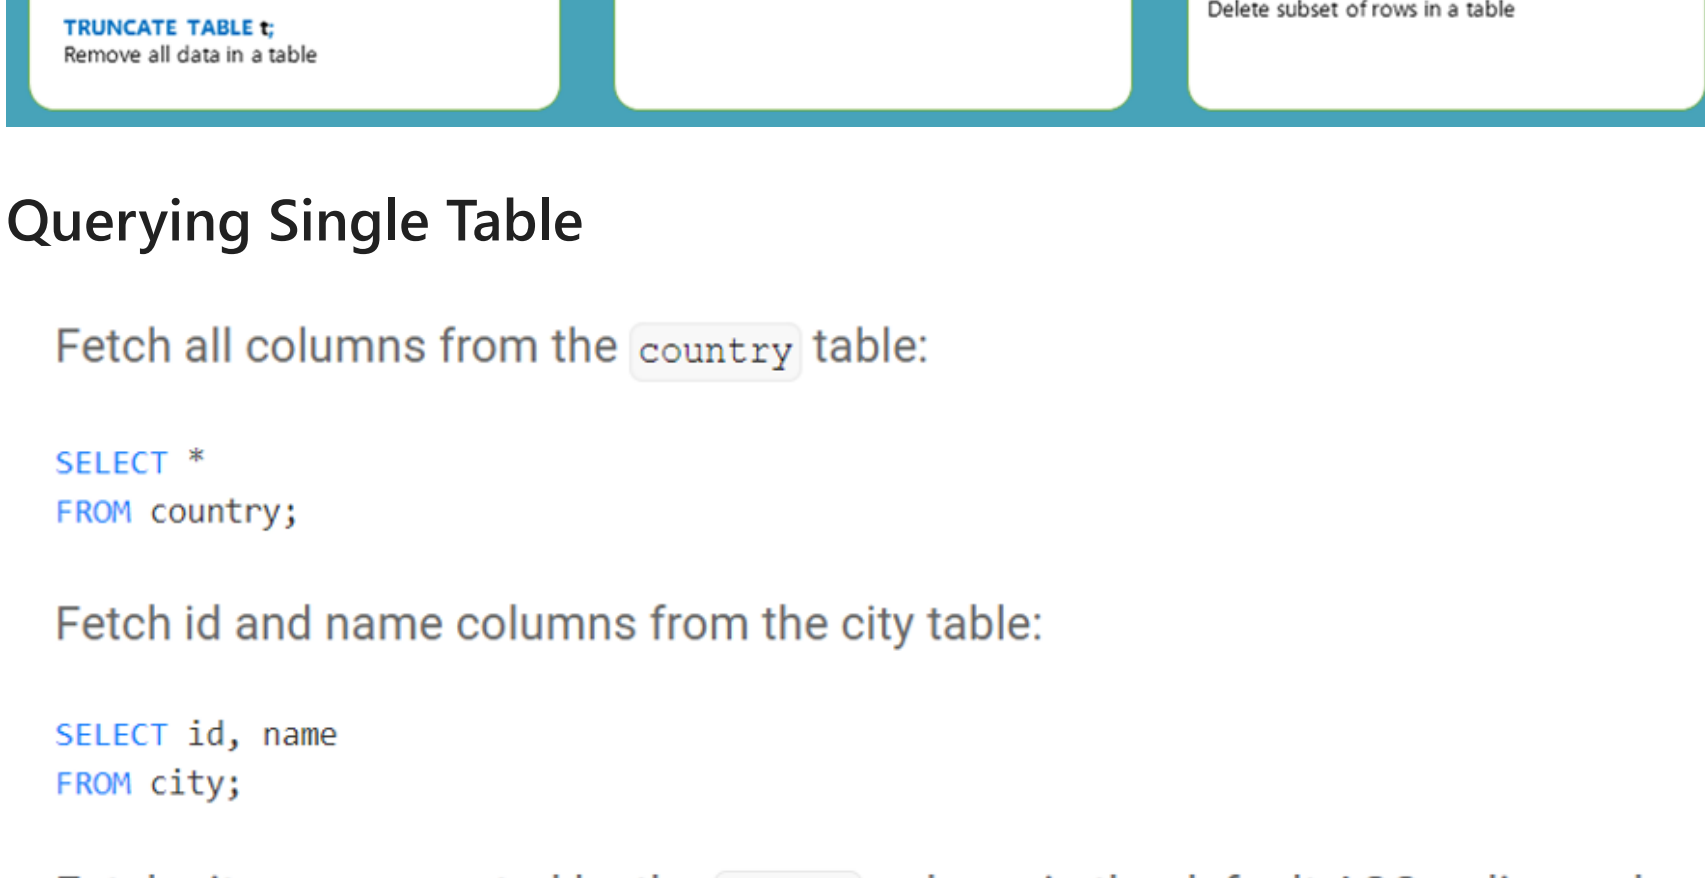 TRUNCATE TABLE t;
Remove all data in a table
Delete subset of rows in a table
Querying Single Table
Fetch all columns from the country table:
SELECT *
FROM country;
Fetch id and name columns from the city table:
SELECT id, name
FROM city;